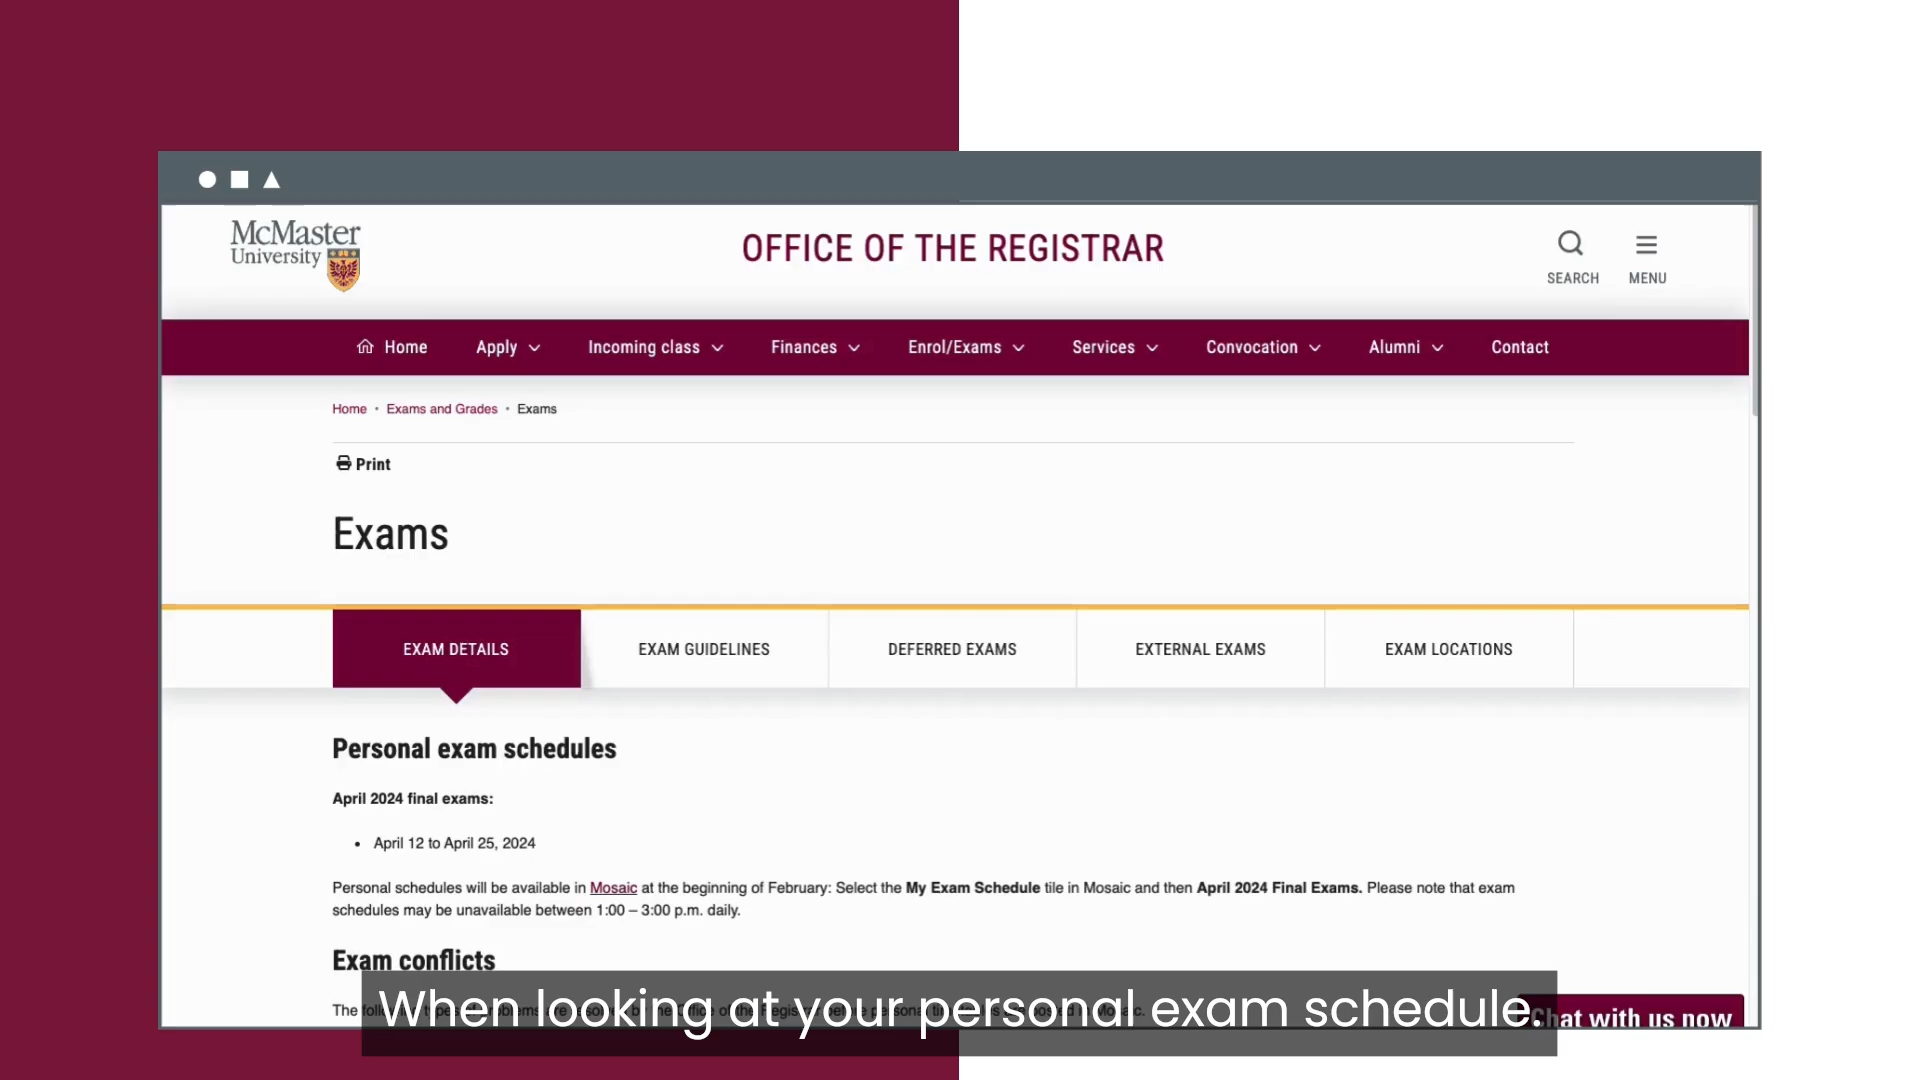 McMaster
University
OFFICE OF THE REGISTRAR
SEARCH
MENU
Home
Apply
Incoming class
Finances
Enrol/Exams
Services
Convocation
Alumni
Contact
Home • Exams and Grades • Exams
Print
Exams
EXAM DETAILS
EXAM GUIDELINES
DEFERRED EXAMS
EXTERNAL EXAMS
EXAM LOCATIONS
Personal exam schedules
April 2024 final exams:
• April 12 to April 25, 2024
Personal schedules will be available in Mosaic at the beginning of February: Select the My Exam Schedule tile in Mosaic and then April 2024 Final Exams. Please note that exam
schedules may be unavailable between 1:00 – 3:00 p.m. daily.
Exam conflicts
The
When looking at your personal exam schedule.
Chat with us now